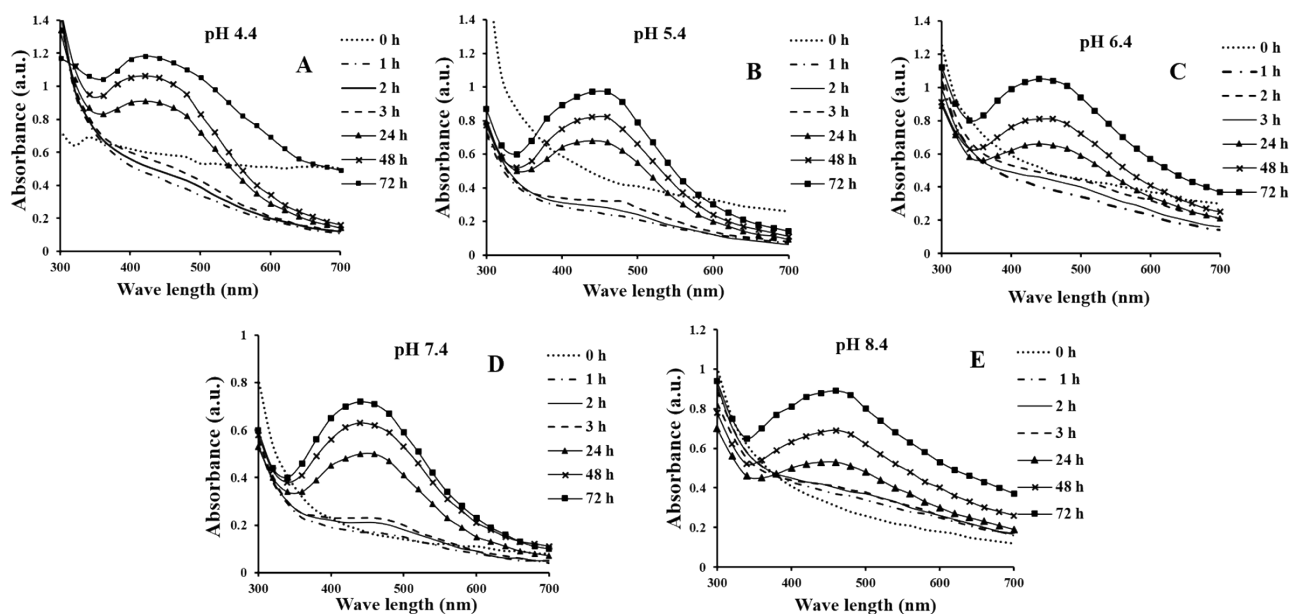 pH 4.4
A
Absorbance (a.u.)
1.4
1.2
1
0.8
0.6
0.4
0.2
0
300 400 500 600 700
Wave length (nm)
0 h
1 h
2 h
3 h
24 h
48 h
72 h
pH 5.4
B
Absorbance (a.u.)
1.4
1.2
1
0.8
0.6
0.4
0.2
0
300 400 500 600 700
Wave length (nm)
0 h
1 h
2 h
3 h
24 h
48 h
72 h
pH 6.4
C
Absorbance (a.u.)
1.4
1.2
1
0.8
0.6
0.4
0.2
0
300 400 500 600 700
Wave length (nm)
0 h
1 h
2 h
3 h
24 h
48 h
72 h
pH 7.4
D
Absorbance (a.u.)
1
0.8
0.6
0.4
0.2
0
300 400 500 600 700
Wave length (nm)
0 h
1 h
2 h
3 h
24 h
48 h
72 h
pH 8.4
E
Absorbance (a.u.)
1.2
1
0.8
0.6
0.4
0.2
0
300 400 500 600 700
Wave length (nm)
0 h
1 h
2 h
3 h
24 h
48 h
72 h